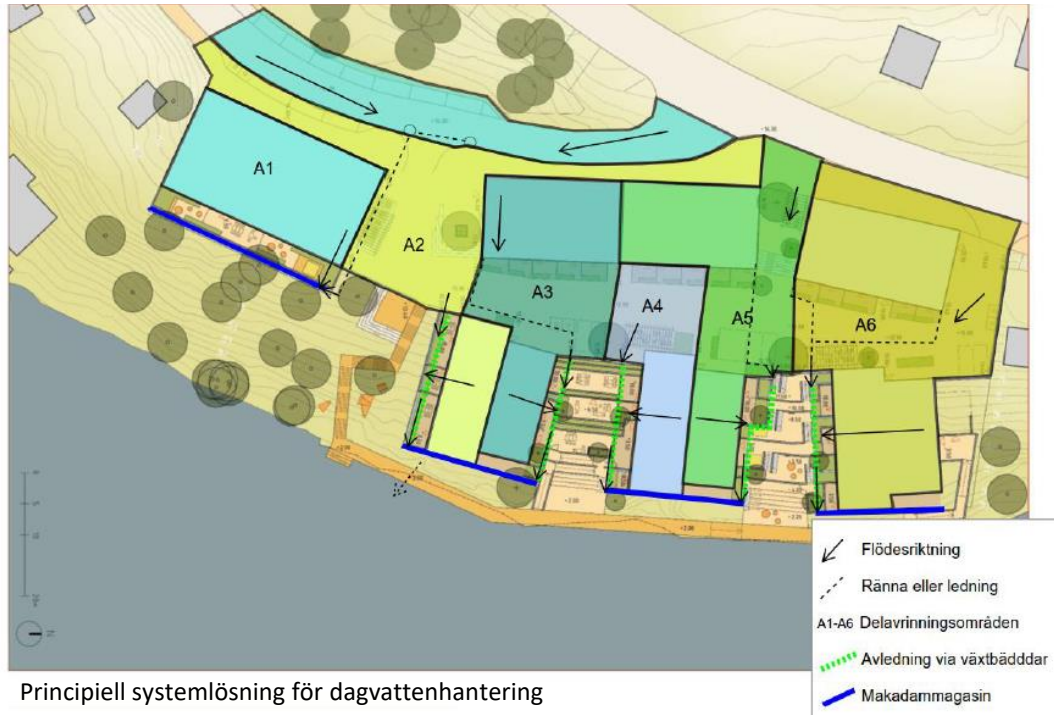 A1
A2
A3
A4
A5
A6
Flödesriktning
Ränna eller ledning
A1-A6 Delavrinningsområden
Avledning via växtbädddar
Makadammagasin
Principiell systemlösning för dagvattenhantering